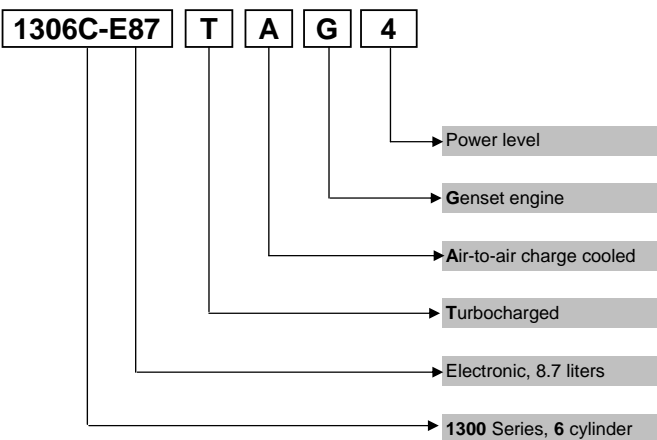 1306C-E87 T A G 4
Power level
Genset engine
Air-to-air charge cooled
Turbocharged
Electronic, 8.7 liters
1300 Series, 6 cylinder